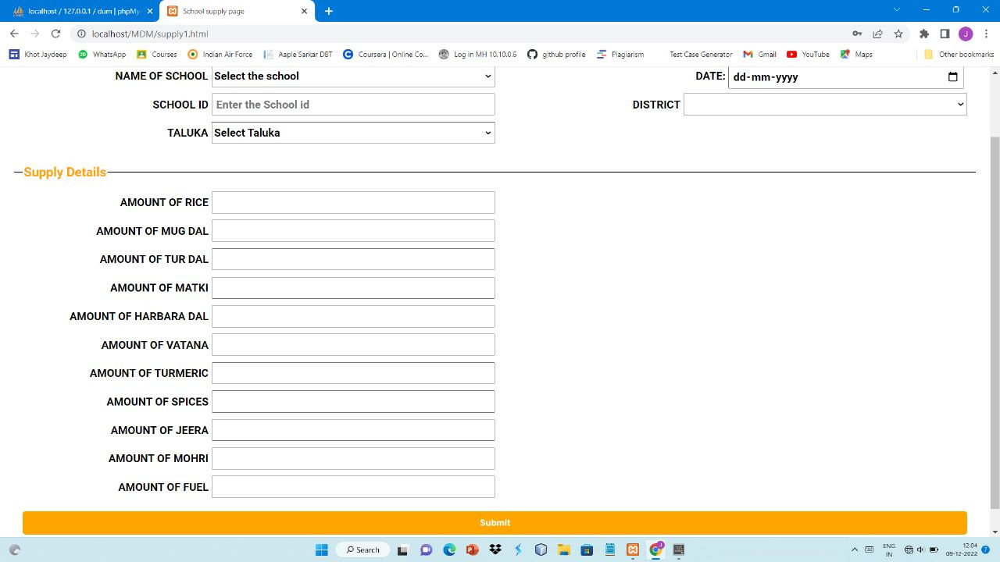 localhost / 127.0.0.1 / dum | phpMy
School supply page
localhost/MDM/supply1.html
J
Khot Jaydeep
WhatsApp
Courses
Indian Air Force
Aaple Sarkar DBT
Coursera | Online Co...
Log in MH 10.10.0.6
github profile
Plagiarism
Test Case Generator
Gmail
YouTube
Maps
Other bookmarks
NAME OF SCHOOL Select the school DATE: dd-mm-yyyy
SCHOOL ID Enter the School id DISTRICT
TALUKA Select Taluka
Supply Details
AMOUNT OF RICE
AMOUNT OF MUG DAL
AMOUNT OF TUR DAL
AMOUNT OF MATKI
AMOUNT OF HARBARA DAL
AMOUNT OF VATANA
AMOUNT OF TURMERIC
AMOUNT OF SPICES
AMOUNT OF JEERA
AMOUNT OF MOHRI
AMOUNT OF FUEL
Submit
Search
ENG
IN
12:04
09-12-2022